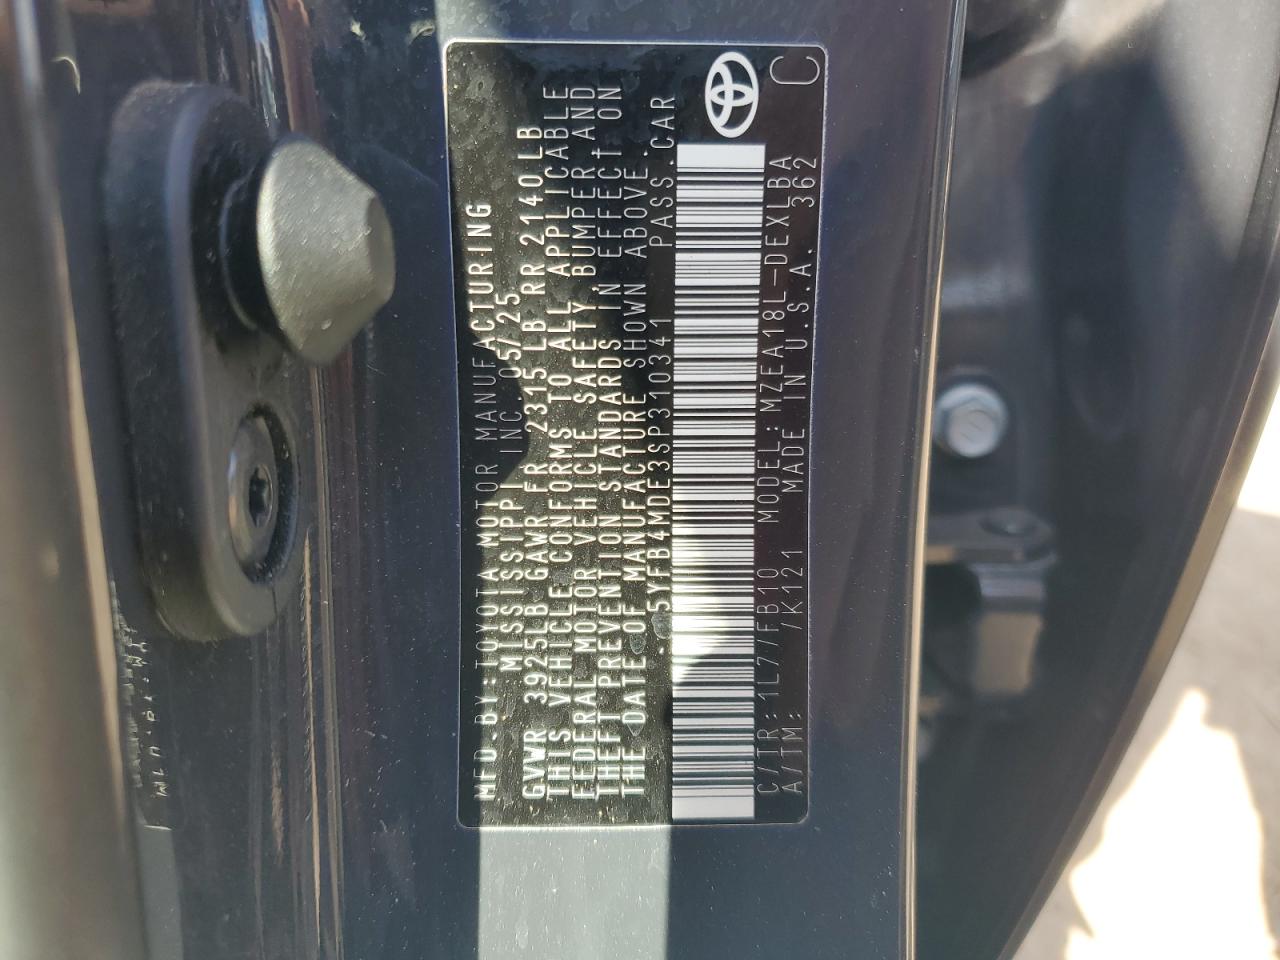 MFD.BY:TOYOTA MOTOR MANUFACTURING
MISSISSIPPI INC. 05/25
GVWR 3925LB GAWR FR 2315LB RR 2140LB
THIS VEHICLE CONFORMS TO ALL APPLICABLE
FEDERAL MOTOR VEHICLE SAFETY, BUMPER, AND
THEFT PREVENTION STANDARDS IN EFFECT ON
THE DATE OF MANUFACTURE SHOWN ABOVE.
5YFB4MDE3SP310341 PASS.CAR
C/TR: 1L7/FB10 MODEL: MZEA18L-DEXLBA
A/TM: /K121 MADE IN U.S.A. 362
C